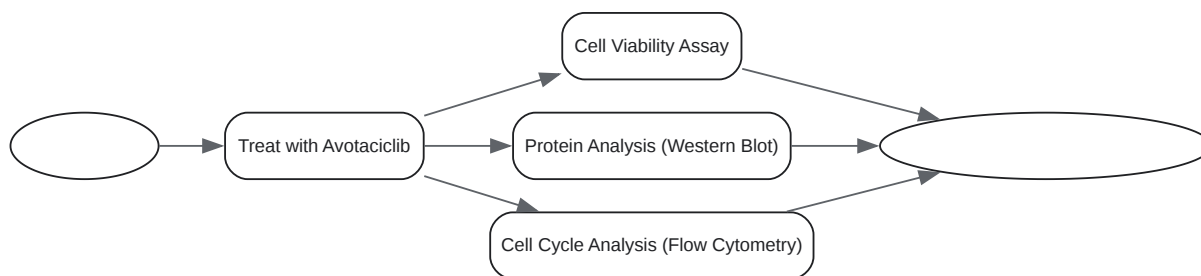 Cell Viability Assay
Treat with Avotaciclib
Protein Analysis (Western Blot)
Cell Cycle Analysis (Flow Cytometry)